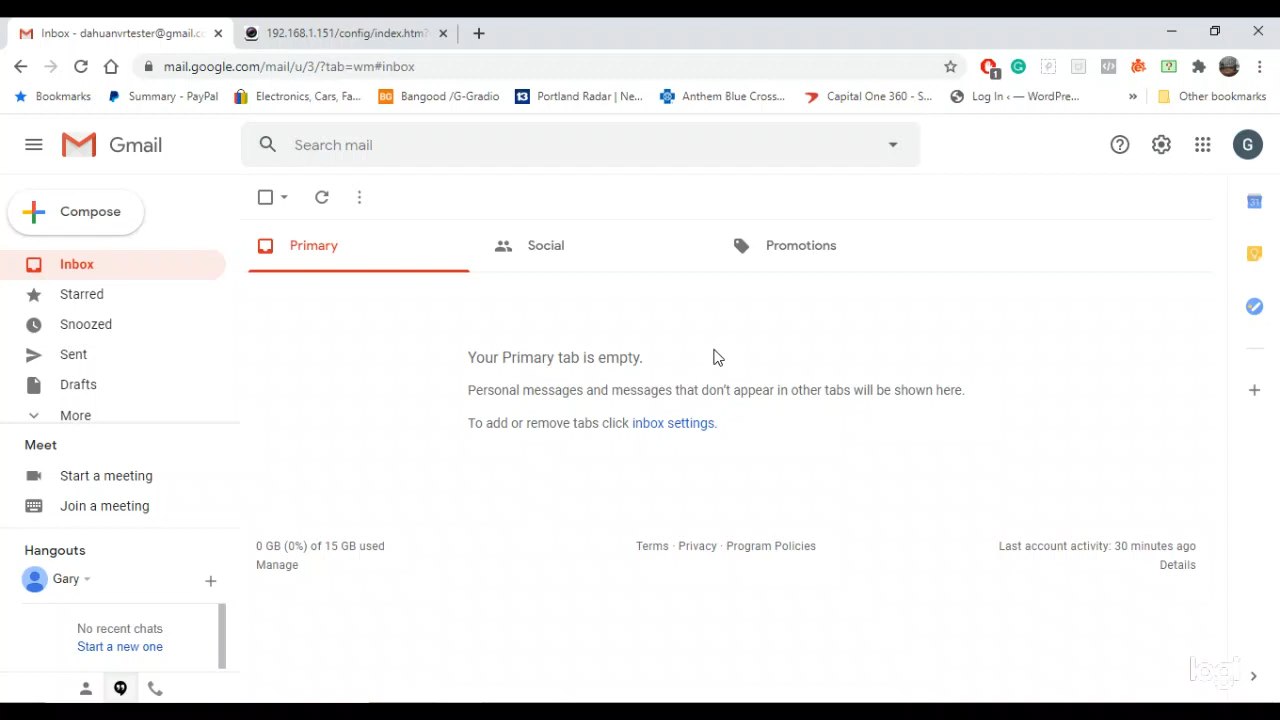 Inbox - dahuanvrtester@gmail.c
192.168.1.151/config/index.htm?
mail.google.com/mail/u/3/?tab=wm#inbox
1
Bookmarks
Summary - PayPal
Electronics, Cars, Fa...
BG
Bangood /G-Gradio
13
Portland Radar | Ne...
Anthem Blue Cross...
Capital One 360 - S...
Log In ‹ — WordPre...
»
Other bookmarks
Gmail
Search mail
G
Compose
Primary
Social
Promotions
31
Inbox
Starred
Snoozed
Sent
Drafts
More
Your Primary tab is empty.
Personal messages and messages that don't appear in other tabs will be shown here.
To add or remove tabs click inbox settings.
Meet
Start a meeting
Join a meeting
0 GB (0%) of 15 GB used
Manage
Terms · Privacy · Program Policies
Last account activity: 30 minutes ago
Details
Hangouts
Gary
No recent chats
Start a new one
logi